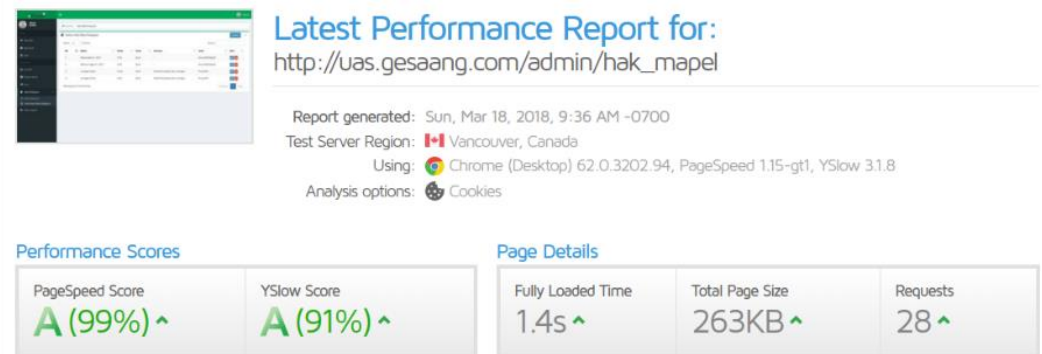 Latest Performance Report for:
http://uas.gesaang.com/admin/hak_mapel
Report generated: Sun, Mar 18, 2018, 9:36 AM -0700
Test Server Region: Vancouver, Canada
Using: Chrome (Desktop) 62.0.3202.94, PageSpeed 1.15-gt1, YSlow 3.1.8
Analysis options: Cookies
Performance Scores
Page Details
PageSpeed Score
A (99%)
YSlow Score
A (91%)
Fully Loaded Time
1.4s
Total Page Size
263KB
Requests
28